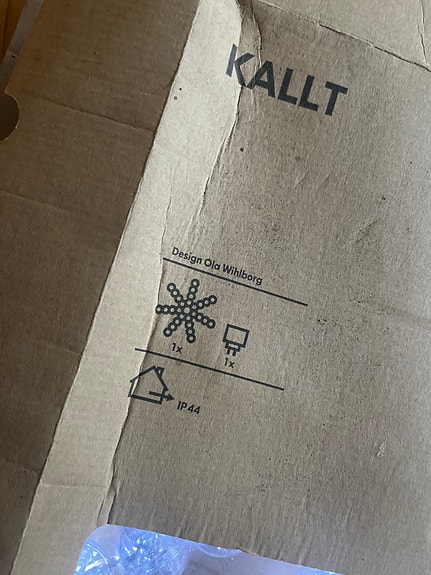 KALLT
Design Ola Wihlborg
1x
1x
IP44